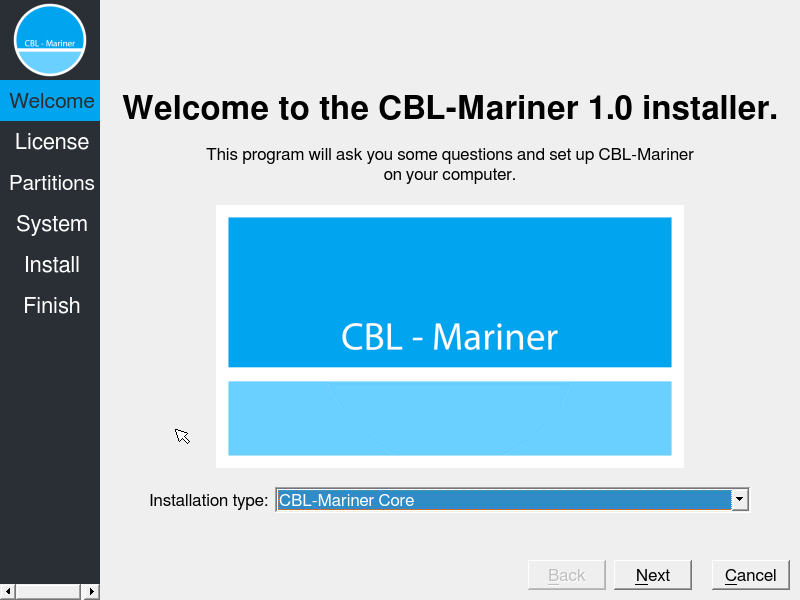 CBL - Mariner
Welcome
License
Partitions
System
Install
Finish
Welcome to the CBL-Mariner 1.0 installer.
This program will ask you some questions and set up CBL-Mariner
on your computer.
CBL - Mariner
Installation type: CBL-Mariner Core
Back Next Cancel